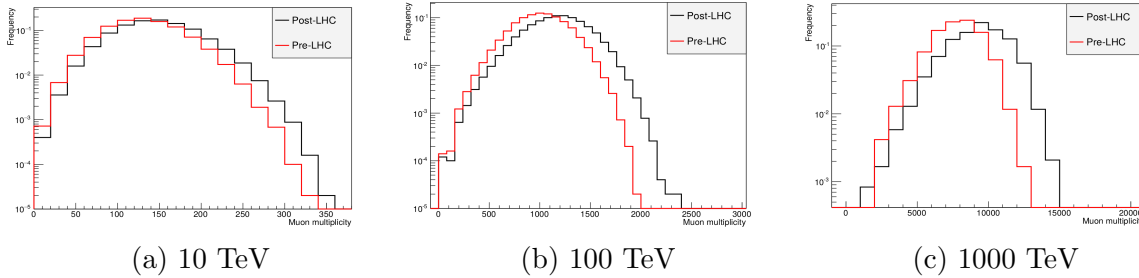 Frequency
Post-LHC
Pre-LHC
10⁻¹
10⁻²
10⁻³
10⁻⁴
10⁻⁵
0 50 100 150 200 250 300 350
Muon multiplicity
(a) 10 TeV
Frequency
Post-LHC
Pre-LHC
10⁻¹
10⁻²
10⁻³
10⁻⁴
10⁻⁵
0 500 1000 1500 2000 2500 3000
Muon multiplicity
(b) 100 TeV
Frequency
Post-LHC
Pre-LHC
1
10⁻¹
10⁻²
10⁻³
0 5000 10000 15000 20000
Muon multiplicity
(c) 1000 TeV